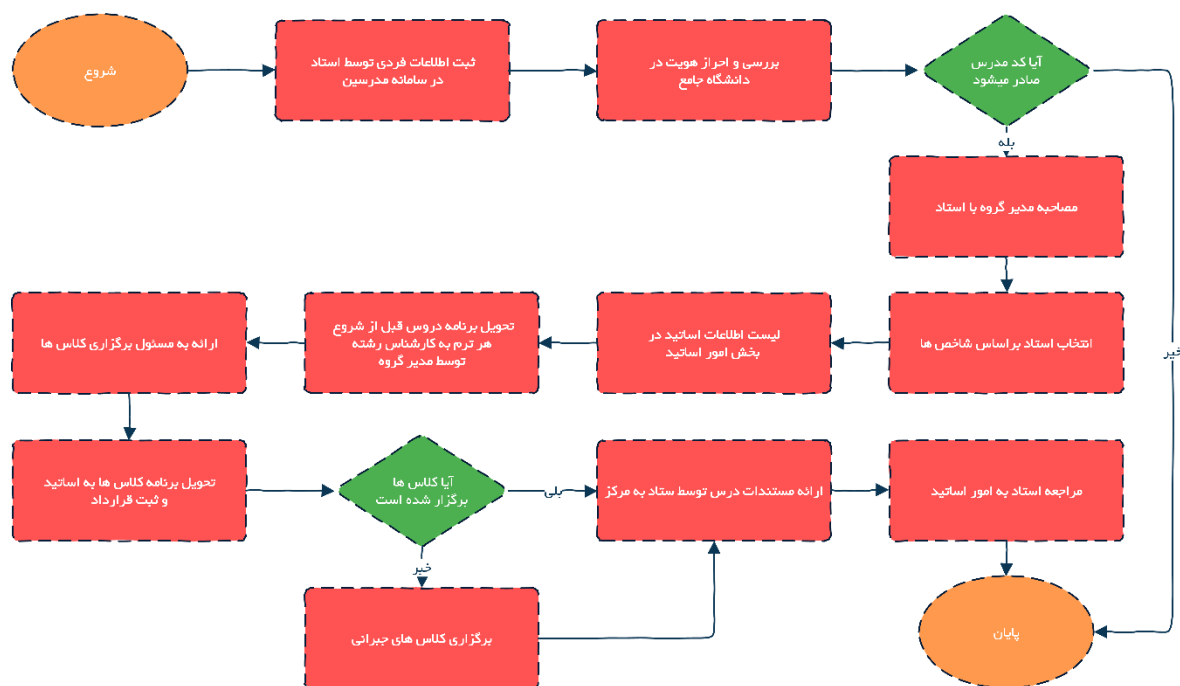 شروع
ثبت اطلاعات فردی توسط استاد
در سامانه مدرسین
بررسی و احراز هویت در
دانشگاه جامع
آیا کد مدرس
صادر میشود
بله
خیر
مصاحبه مدیر گروه با استاد
انتخاب استاد براساس شاخص ها
لیست اطلاعات اساتید در
بخش امور اساتید
تحویل برنامه دروس قبل از شروع
هر ترم به کارشناس رشته
توسط مدیر گروه
ارائه به مسئول برگزاری کلاس ها
تحویل برنامه کلاس ها به اساتید
و ثبت قرارداد
آیا کلاس ها
برگزار شده است
بلی
خیر
ارائه مستندات درس توسط ستاد به مرکز
مراجعه استاد به امور اساتید
برگزاری کلاس های جبرانی
پایان